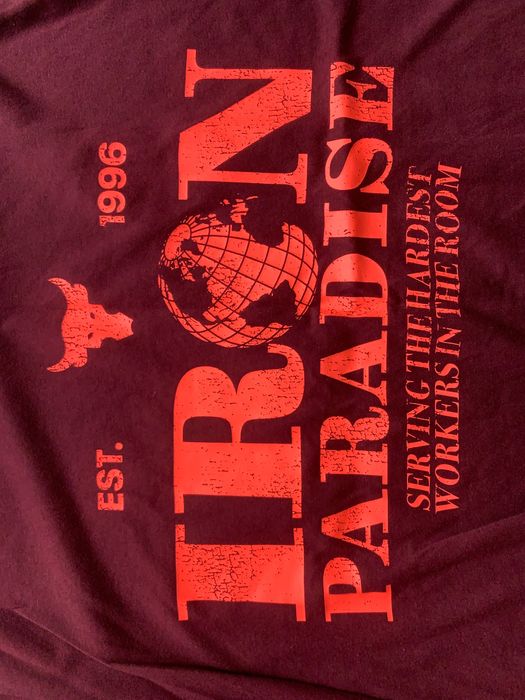 EST. 1996
IRON
PARADISE
SERVING THE HARDEST
WORKERS IN THE ROOM